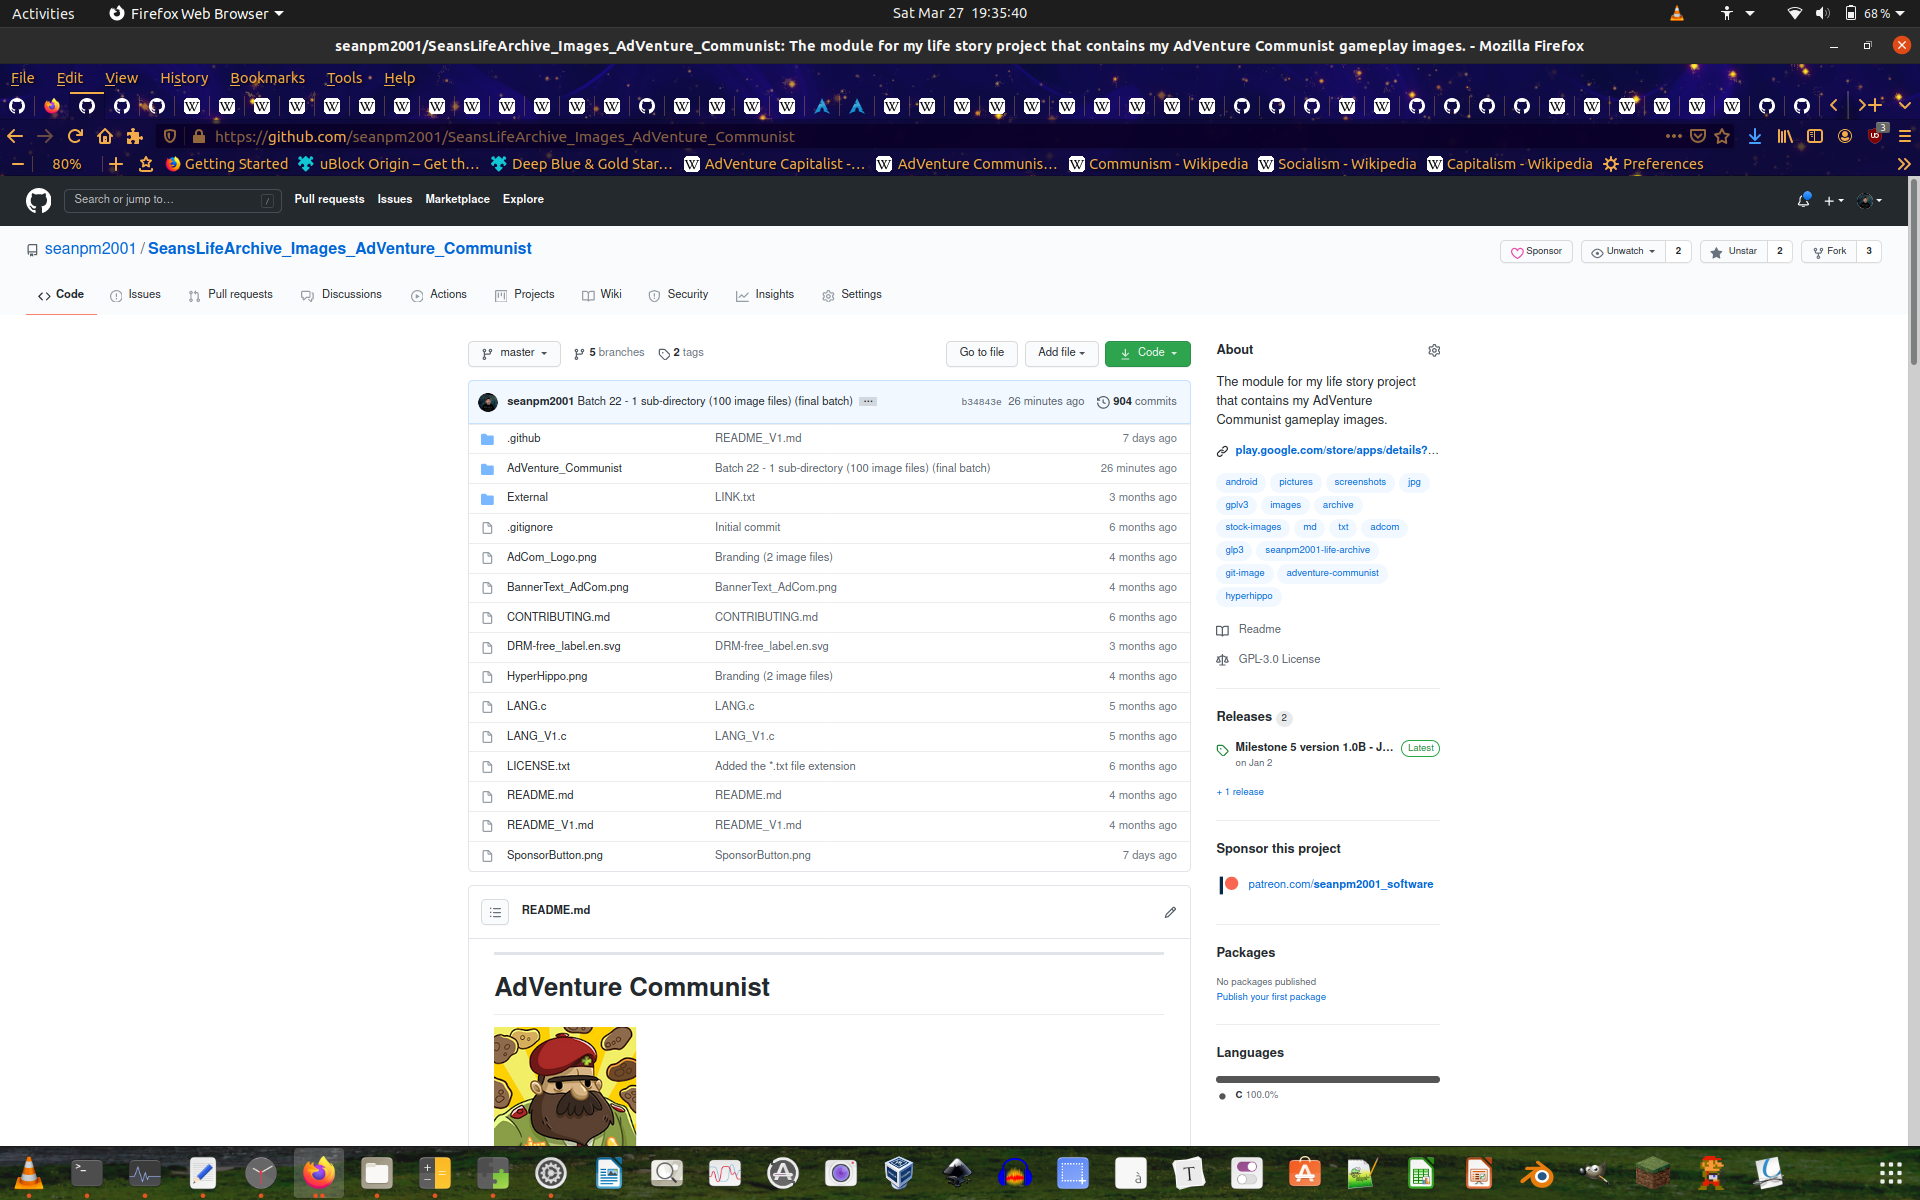 Activities Firefox Web Browser Sat Mar 27 19:35:40 68 %
seanpm2001/SeansLifeArchive_Images_AdVenture_Communist: The module for my life story project that contains my AdVenture Communist gameplay images. - Mozilla Firefox
File Edit View History Bookmarks Tools Help
https://github.com/seanpm2001/SeansLifeArchive_Images_AdVenture_Communist 3
80% Getting Started uBlock Origin – Get th… Deep Blue & Gold Star… AdVenture Capitalist -… AdVenture Communis… Communism - Wikipedia Socialism - Wikipedia Capitalism - Wikipedia Preferences
Search or jump to… / Pull requests Issues Marketplace Explore
seanpm2001 / SeansLifeArchive_Images_AdVenture_Communist Sponsor Unwatch 2 Unstar 2 Fork 3
Code Issues Pull requests Discussions Actions Projects Wiki Security Insights Settings
master 5 branches 2 tags Go to file Add file Code
seanpm2001 Batch 22 - 1 sub-directory (100 image files) (final batch) ... b34843e 26 minutes ago 904 commits
.github README_V1.md 7 days ago
AdVenture_Communist Batch 22 - 1 sub-directory (100 image files) (final batch) 26 minutes ago
External LINK.txt 3 months ago
.gitignore Initial commit 6 months ago
AdCom_Logo.png Branding (2 image files) 4 months ago
BannerText_AdCom.png BannerText_AdCom.png 4 months ago
CONTRIBUTING.md CONTRIBUTING.md 6 months ago
DRM-free_label.en.svg DRM-free_label.en.svg 3 months ago
HyperHippo.png Branding (2 image files) 4 months ago
LANG.c LANG.c 5 months ago
LANG_V1.c LANG_V1.c 5 months ago
LICENSE.txt Added the *.txt file extension 6 months ago
README.md README.md 4 months ago
README_V1.md README_V1.md 4 months ago
SponsorButton.png SponsorButton.png 7 days ago
README.md
AdVenture Communist
About
The module for my life story project
that contains my AdVenture
Communist gameplay images.
play.google.com/store/apps/details?…
android pictures screenshots jpg
gplv3 images archive
stock-images md txt adcom
glp3 seanpm2001-life-archive
git-image adventure-communist
hyperhippo
Readme
GPL-3.0 License
Releases 2
Milestone 5 version 1.0B - J… Latest
on Jan 2
+ 1 release
Sponsor this project
patreon.com/seanpm2001_software
Packages
No packages published
Publish your first package
Languages
C 100.0%